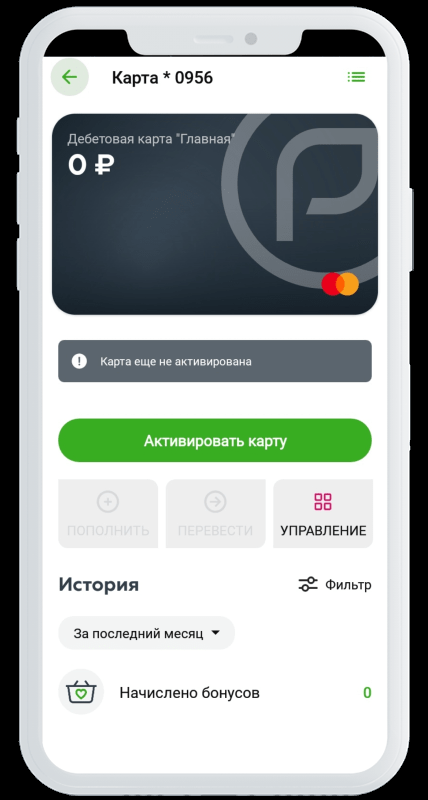 Карта * 0956
Дебетовая карта "Главная"
0 ₽
! Карта еще не активирована
Активировать карту
ПОПОЛНИТЬ ПЕРЕВЕСТИ УПРАВЛЕНИЕ
История Фильтр
За последний месяц
Начислено бонусов 0